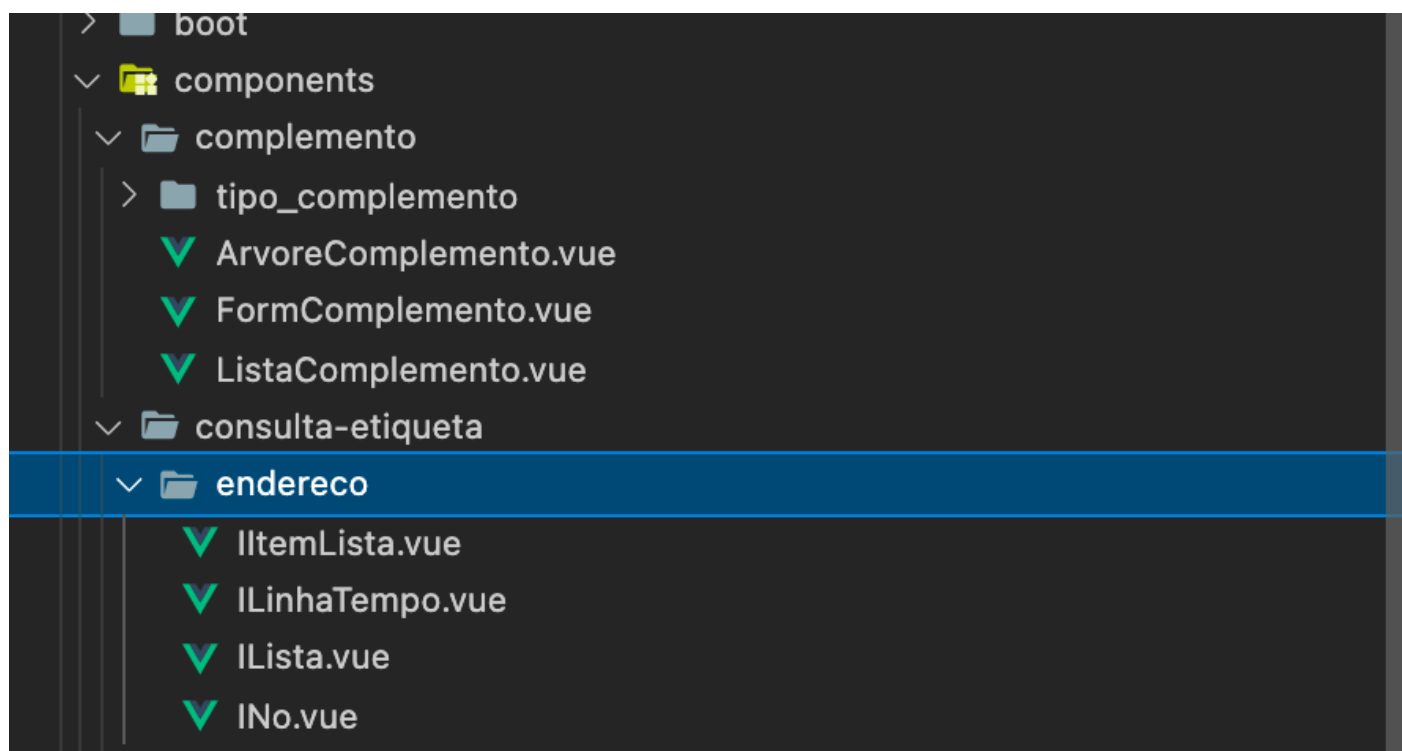 boot
components
complemento
tipo_complemento
ArvoreComplemento.vue
FormComplemento.vue
ListaComplemento.vue
consulta-etiqueta
endereco
IItemLista.vue
ILinhaTempo.vue
ILista.vue
INo.vue